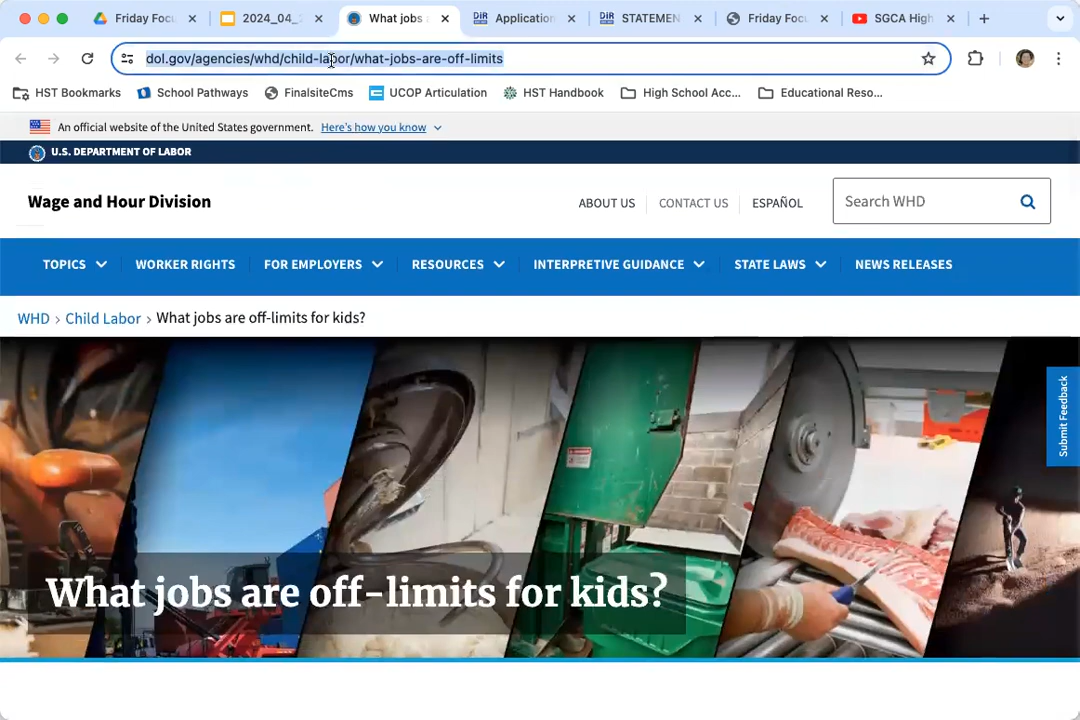 Friday Foc
2024_04_
What jobs
Application
STATEMEN
Friday Foc
SGCA High
dol.gov/agencies/whd/child-labor/what-jobs-are-off-limits
HST Bookmarks
School Pathways
FinalsiteCms
UCOP Articulation
HST Handbook
High School Acc...
Educational Reso...
An official website of the United States government. Here's how you know
U.S. DEPARTMENT OF LABOR
Wage and Hour Division
ABOUT US
CONTACT US
ESPAÑOL
Search WHD
TOPICS
WORKER RIGHTS
FOR EMPLOYERS
RESOURCES
INTERPRETIVE GUIDANCE
STATE LAWS
NEWS RELEASES
WHD > Child Labor > What jobs are off-limits for kids?
Submit Feedback
What jobs are off-limits for kids?